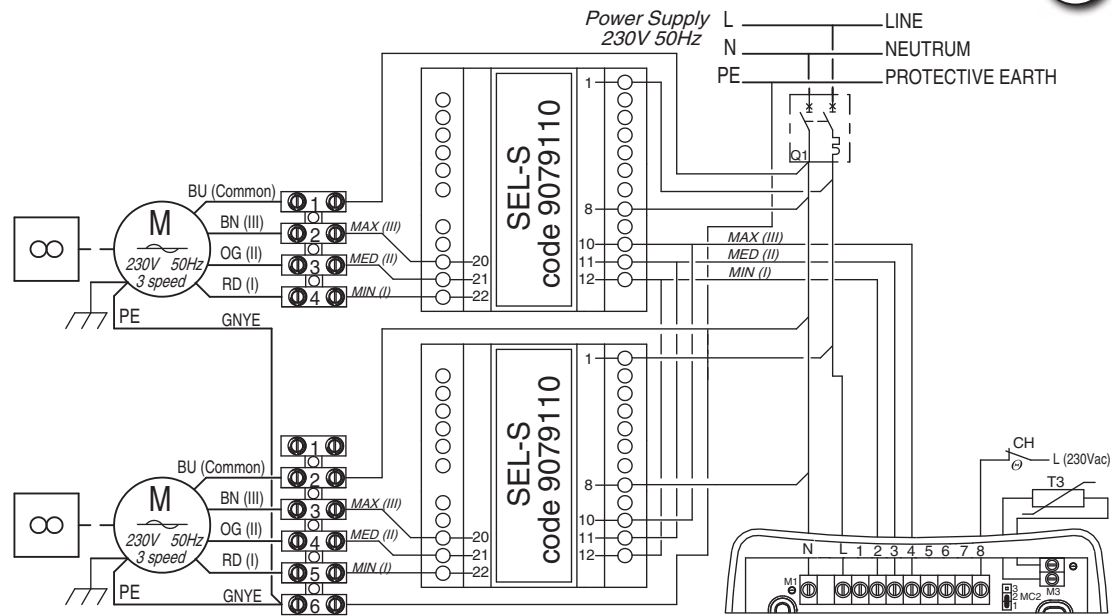 Power Supply
230V 50Hz
L LINE
N NEUTRUM
PE PROTECTIVE EARTH
Q1
SEL-S
code 9079110
1
8
10
11
12
20
21
22
BU (Common)
BN (III)
OG (II)
RD (I)
PE
GNYE
M
230V 50Hz
3 speed
1
2
3
4
MAX (III)
MED (II)
MIN (I)
MAX (III)
MED (II)
MIN (I)
SEL-S
code 9079110
1
8
10
11
12
20
21
22
BU (Common)
BN (III)
OG (II)
RD (I)
PE
GNYE
M
230V 50Hz
3 speed
1
2
3
4
5
6
MAX (III)
MED (II)
MIN (I)
CH
L (230Vac)
T3
N L 1 2 3 4 5 6 7 8
M1
3
2
1
MC2
M3